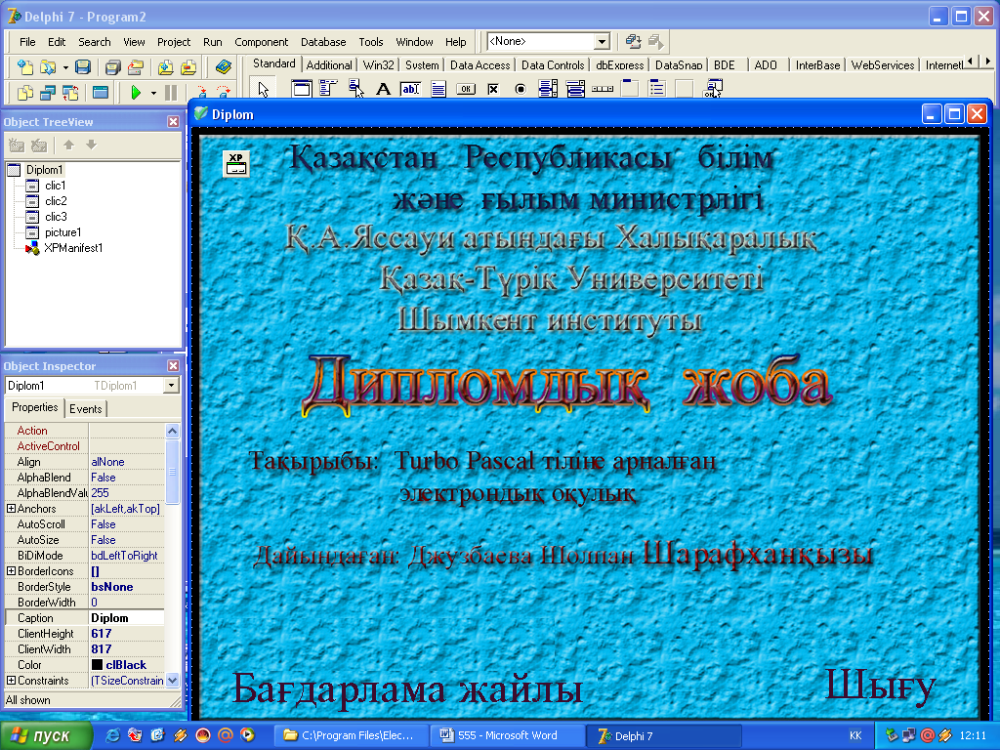 Delphi 7 - Program2
File Edit Search View Project Run Component Database Tools Window Help
<None>
Standard Additional Win32 System Data Access Data Controls dbExpress DataSnap BDE ADO InterBase WebServices
Object TreeView
Diplom1
clic1
clic2
clic3
picture1
XPManifest1
Object Inspector
Diplom1 TDiplom1
Properties Events
Action
ActiveControl
Align alNone
AlphaBlend False
255
Anchors [akLeft,akTop]
AutoScroll False
AutoSize False
BiDiMode bdLeftToRight
BorderIcons []
BorderStyle bsNone
BorderWidth 0
Caption Diplom
ClientHeight 617
ClientWidth 817
Color clBlack
Constraints (TSizeConstrain
All shown
Diplom
XP
Қазақстан Республикасы білім
және ғылым министрлігі
Қ.А.Яссауи атындағы Халықаралық
Қазақ-Түрік Университеті
Шымкент институты
Дипломдық жоба
Тақырыбы: Turbo Pascal тіліне арналған
электрондық оқулық
Дайындаған: Джузбаева Шолпан Шарафханқызы
Бағдарлама жайлы
Шығу
пуск
C:\Program Files\Elec...
555 - Microsoft Word
Delphi 7
KK
12:11